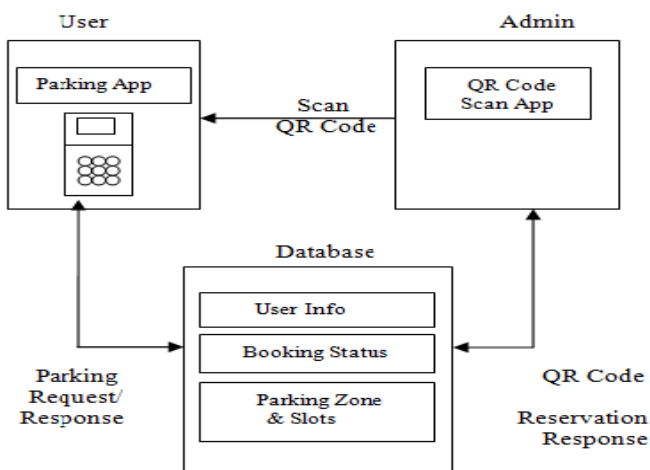 User
Admin
Parking App
QR Code
Scan App
Scan
QR Code
Database
User Info
Booking Status
Parking Zone
& Slots
Parking
Request/
Response
QR Code
Reservation
Response